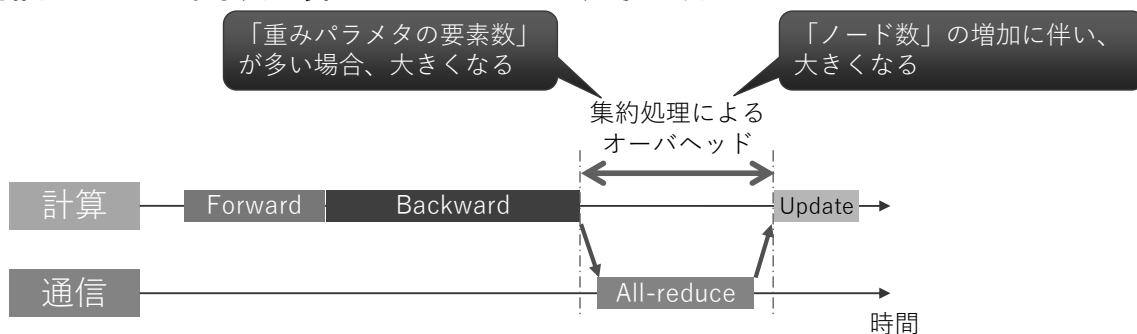 「重みパラメタの要素数」
が多い場合、大きくなる
「ノード数」の増加に伴い、
大きくなる
集約処理による
オーバヘッド
計算
Forward
Backward
Update
通信
All-reduce
時間